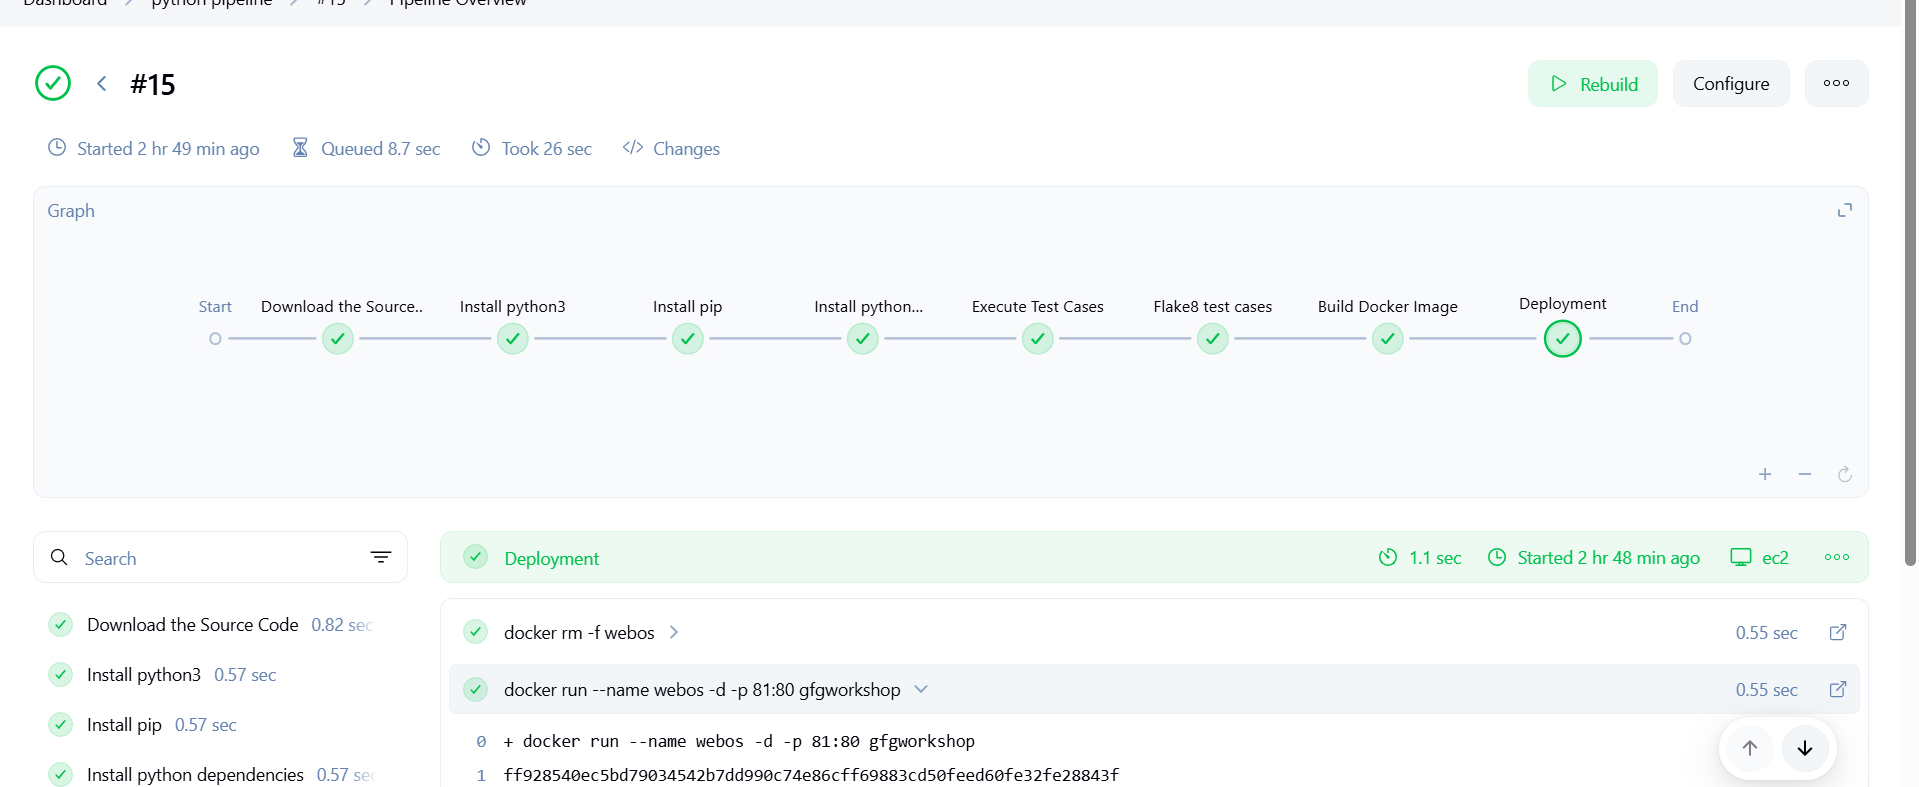 Dashboard > python pipeline > #15 > Pipeline Overview
#15
Rebuild
Configure
Started 2 hr 49 min ago
Queued 8.7 sec
Took 26 sec
Changes
Graph
Start
Download the Source..
Install python3
Install pip
Install python...
Execute Test Cases
Flake8 test cases
Build Docker Image
Deployment
End
Search
Download the Source Code 0.82 sec
Install python3 0.57 sec
Install pip 0.57 sec
Install python dependencies 0.57 sec
Deployment
1.1 sec
Started 2 hr 48 min ago
ec2
docker rm -f webos
0.55 sec
docker run --name webos -d -p 81:80 gfgworkshop
0.55 sec
0 + docker run --name webos -d -p 81:80 gfgworkshop
1 ff928540ec5bd79034542b7dd990c74e86cff69883cd50feed60fe32fe28843f